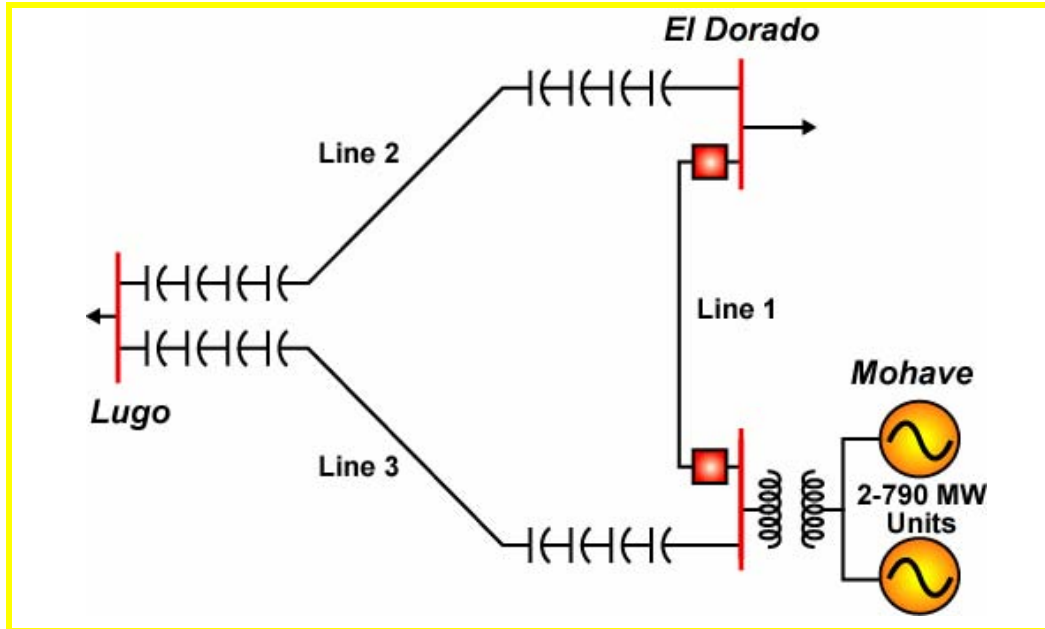 El Dorado
Line 2
Line 1
Mohave
Lugo
Line 3
2-790 MW
Units